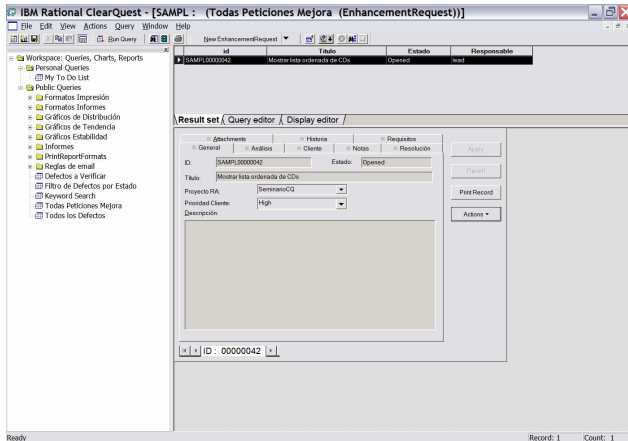 IBM Rational ClearQuest - [SAMPL : (Todas Peticiones Mejora (EnhancementRequest))]
File Edit View Actions Query Window Help
Run Query New EnhancementRequest
Workspace: Queries, Charts, Reports
Personal Queries
My To Do List
Public Queries
Formatos Impresión
Formatos Informes
Gráficos de Distribución
Gráficos de Tendencia
Gráficos Estabilidad
Informes
PrintReportFormats
Reglas de email
Defectos a Verificar
Filtro de Defectos por Estado
Keyword Search
Todas Peticiones Mejora
Todos los Defectos
id Título Estado Responsable
SAMPL00000042 Mostrar lista ordenada de CDs Opened lead
Result set Query editor Display editor
Attachments Historia Requisitos
General Análisis Cliente Notas Resolución
ID: SAMPL00000042 Estado: Opened
Título: Mostrar lista ordenada de CDs
Proyecto RA: SeminarioCQ
Prioridad Cliente: High
Descripción:
Apply
Revert
Print Record
Actions
ID : 00000042
Ready Record: 1 Count: 1